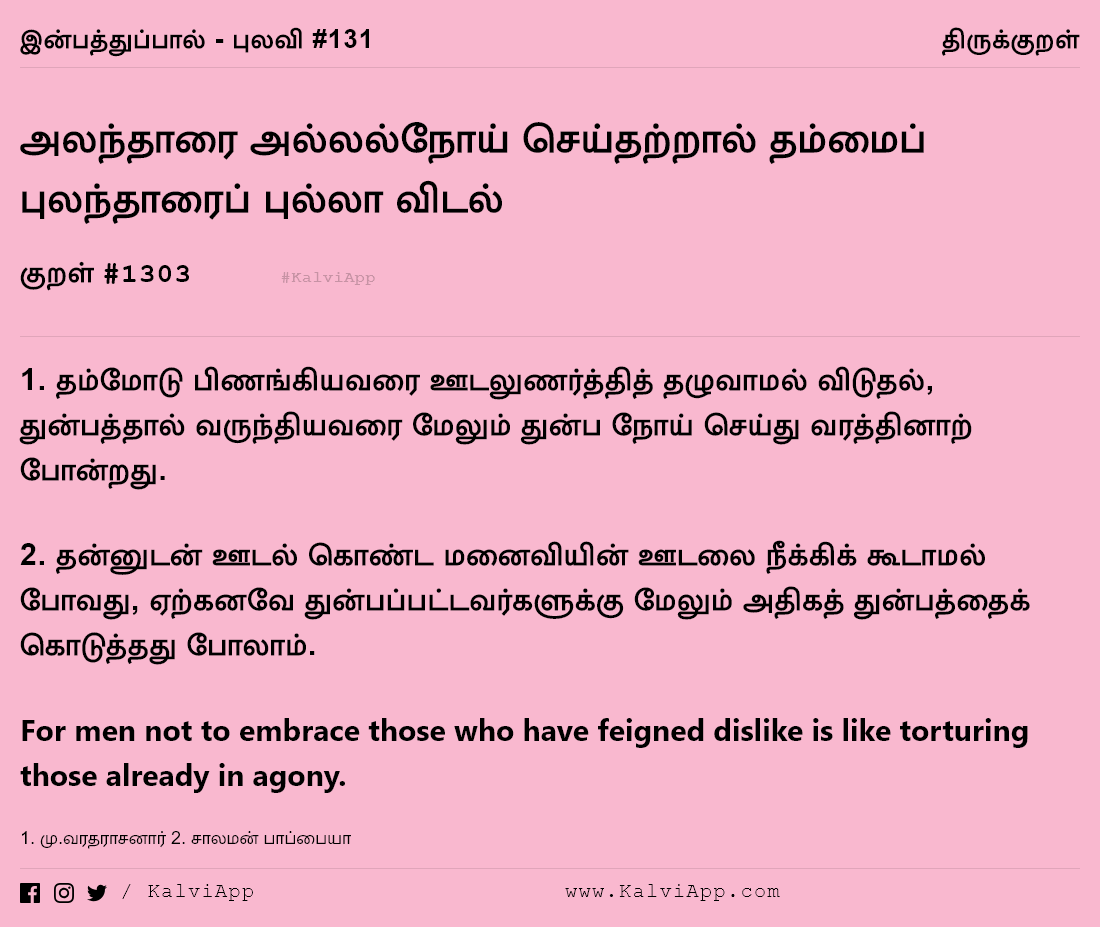 இன்பத்துப்பால் - புலவி #131 திருக்குறள்
அலந்தாரை அல்லல்நோய் செய்தற்றால் தம்மைப்
புலந்தாரைப் புல்லா விடல்
குறள் #1303 #KalviApp
1. தம்மோடு பிணங்கியவரை ஊடலுணர்த்தித் தழுவாமல் விடுதல்,
துன்பத்தால் வருந்தியவரை மேலும் துன்ப நோய் செய்து வரத்தினாற்
போன்றது.
2. தன்னுடன் ஊடல் கொண்ட மனைவியின் ஊடலை நீக்கிக் கூடாமல்
போவது, ஏற்கனவே துன்பப்பட்டவர்களுக்கு மேலும் அதிகத் துன்பத்தைக்
கொடுத்தது போலாம்.
For men not to embrace those who have feigned dislike is like torturing
those already in agony.
1. மு.வரதராசனார் 2. சாலமன் பாப்பையா
/ KalviApp www.KalviApp.com